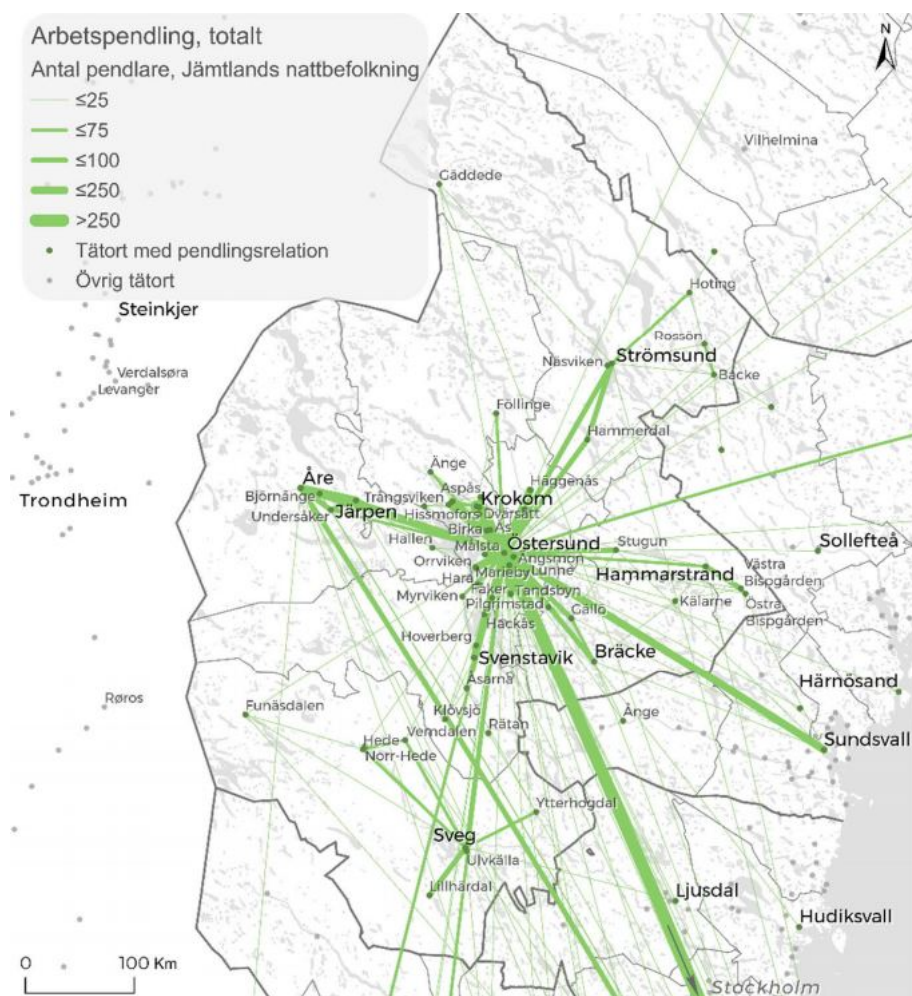 Arbetspendling, totalt
Antal pendlare, Jämtlands nattbefolkning
≤25
≤75
≤100
≤250
>250
Tätort med pendlingsrelation
Övrig tätort
N
Vilhelmina
Gäddede
Hoting
Steinkjer
Rossön
Strömsund
Näsviken
Backe
Verdalsøra
Levanger
Föllinge
Hammerdal
Änge
Häggenås
Åre
Aspås
Krokom
Björnänge
Trångsviken
Trondheim
Järpen
Hissmofors
Dvärsätt
Undersåker
Birka
Ås
Hallen
Östersund
Målsta
Stugun
Sollefteå
Ängsmon
Orrviken
Marieby
Lunne
Hammarstrand
Västra
Bispgården
Hara
Fåker
Tandsbyn
Myrviken
Pilgrimstad
Kälarne
Östra
Bispgården
Gällö
Hackås
Hoverberg
Svenstavik
Bräcke
Åsarna
Härnösand
Røros
Funäsdalen
Klövsjö
Ånge
Vemdalen
Rätan
Hede
Sundsvall
Norr-Hede
Ytterhogdal
Sveg
Ulvkälla
Lillhärdal
Ljusdal
Hudiksvall
0
100 Km
Stockholm